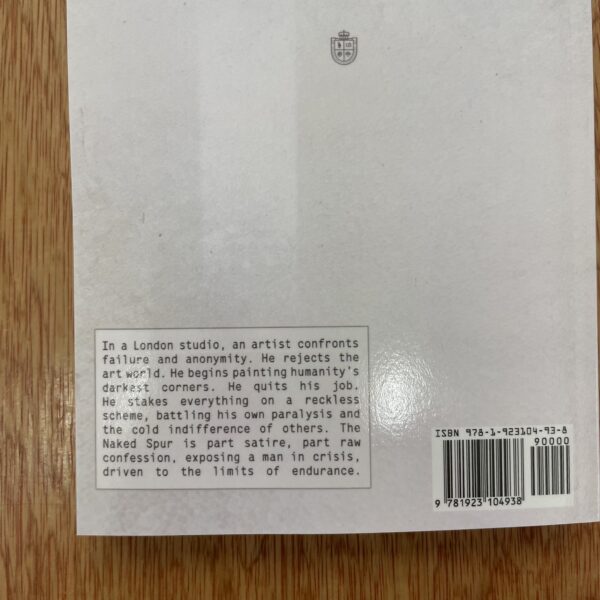 In a London studio, an artist confronts
failure and anonymity. He rejects the
art world. He begins painting humanity's
darkest corners. He quits his job.
He stakes everything on a reckless
scheme, battling his own paralysis and
the cold indifference of others. The
Naked Spur is part satire, part raw
confession, exposing a man in crisis,
driven to the limits of endurance.
ISBN 978-1-923104-93-8
90000
9 781923 104938